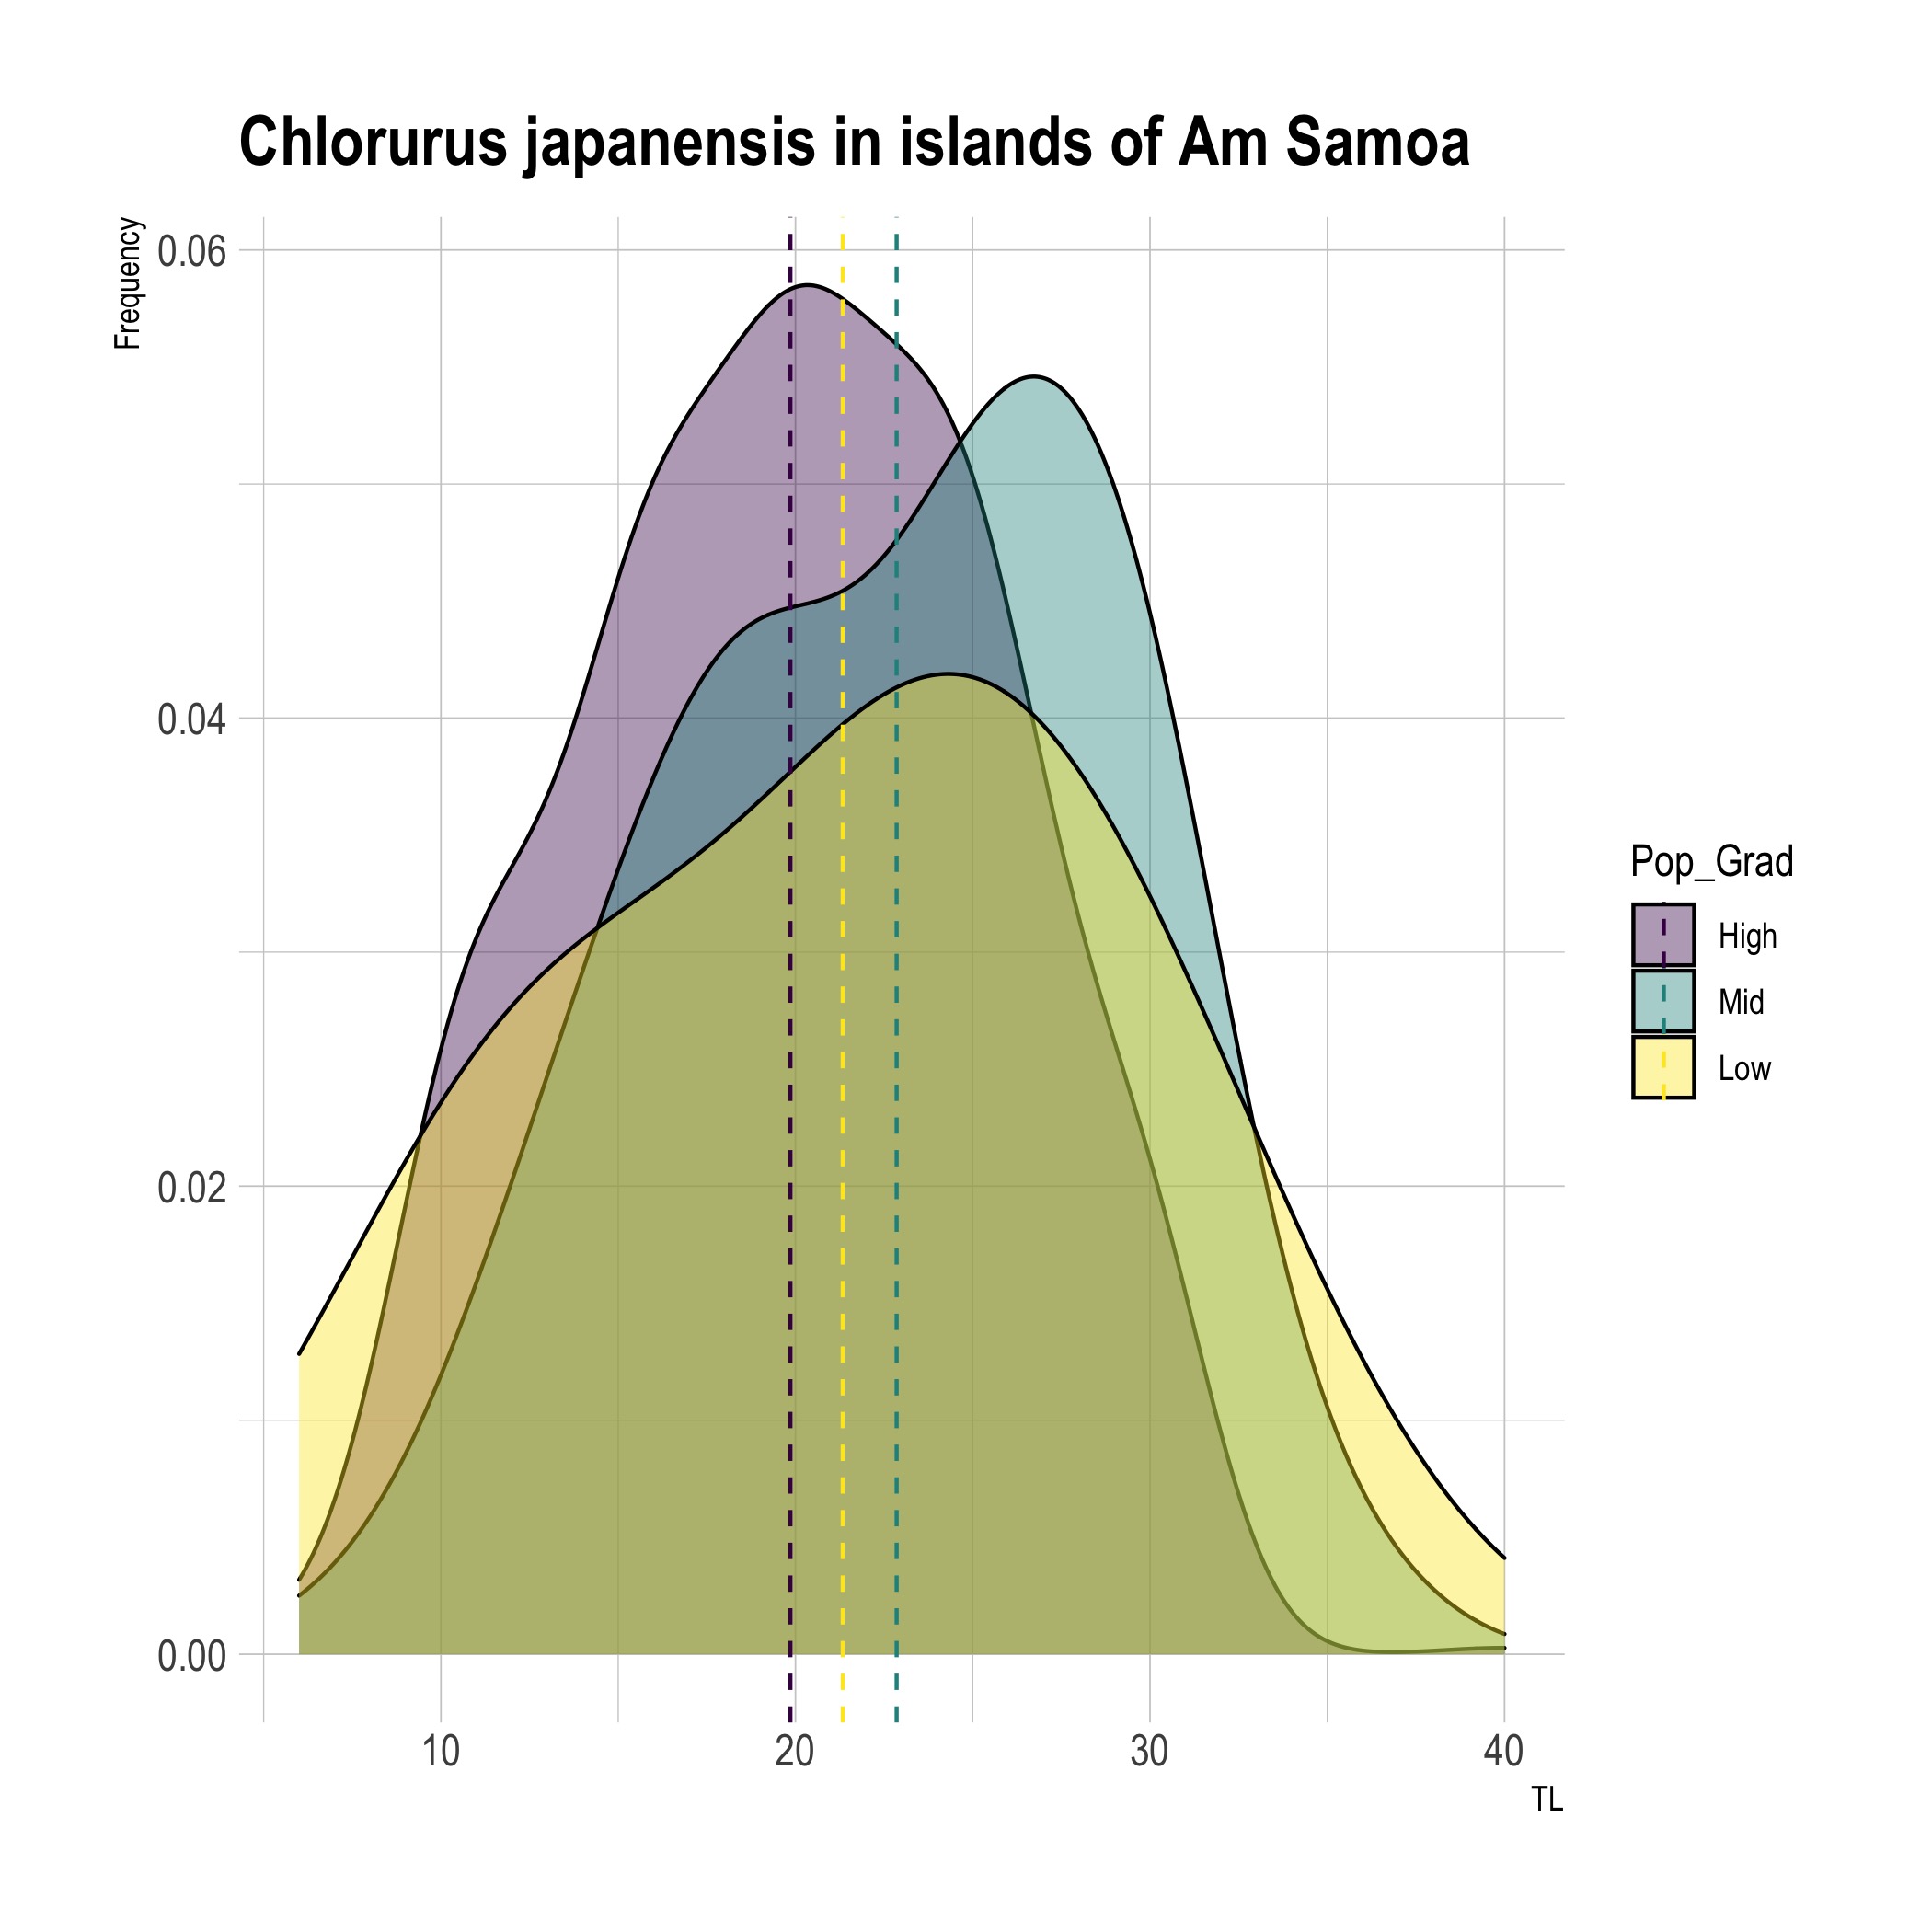 Chlorurus japanensis in islands of Am Samoa
Frequency
0.06
0.04
0.02
0.00
10
20
30
40
TL
Pop_Grad
High
Mid
Low